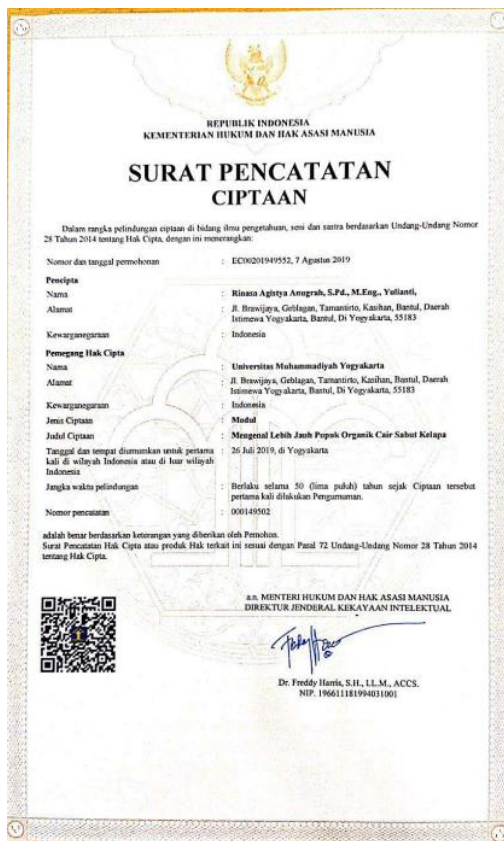 REPUBLIK INDONESIA
KEMENTERIAN HUKUM DAN HAK ASASI MANUSIA
SURAT PENCATATAN
CIPTAAN
Dalam rangka pelindungan ciptaan di bidang ilmu pengetahuan, seni dan sastra berdasarkan Undang-Undang Nomor
28 Tahun 2014 tentang Hak Cipta, dengan ini menerangkan:
Nomor dan tanggal permohonan : EC00201949552, 7 Agustus 2019
Pencipta
Nama : Rinasa Agistya Anugrah, S.Pd., M.Eng., Yulianti,
Alamat : Jl. Brawijaya, Geblagan, Tamantirto, Kasihan, Bantul, Daerah
Istimewa Yogyakarta, Bantul, Di Yogyakarta, 55183
Kewarganegaraan : Indonesia
Pemegang Hak Cipta
Nama : Universitas Muhammadiyah Yogyakarta
Alamat : Jl. Brawijaya, Geblagan, Tamantirto, Kasihan, Bantul, Daerah
Istimewa Yogyakarta, Bantul, Di Yogyakarta, 55183
Kewarganegaraan : Indonesia
Jenis Ciptaan : Modul
Judul Ciptaan : Mengenal Lebih Jauh Pupuk Organik Cair Sabut Kelapa
Tanggal dan tempat diumumkan untuk pertama : 26 Juli 2019, di Yogyakarta
kali di wilayah Indonesia atau di luar wilayah
Indonesia
Jangka waktu pelindungan : Berlaku selama 50 (lima puluh) tahun sejak Ciptaan tersebut
pertama kali dilakukan Pengumuman.
Nomor pencatatan : 000149502
adalah benar berdasarkan keterangan yang diberikan oleh Pemohon.
Surat Pencatatan Hak Cipta atau produk Hak terkait ini sesuai dengan Pasal 72 Undang-Undang Nomor 28 Tahun 2014
tentang Hak Cipta.
a.n. MENTERI HUKUM DAN HAK ASASI MANUSIA
DIREKTUR JENDERAL KEKAYAAN INTELEKTUAL
Dr. Freddy Harris, S.H., LL.M., ACCS.
NIP. 196611181994031001